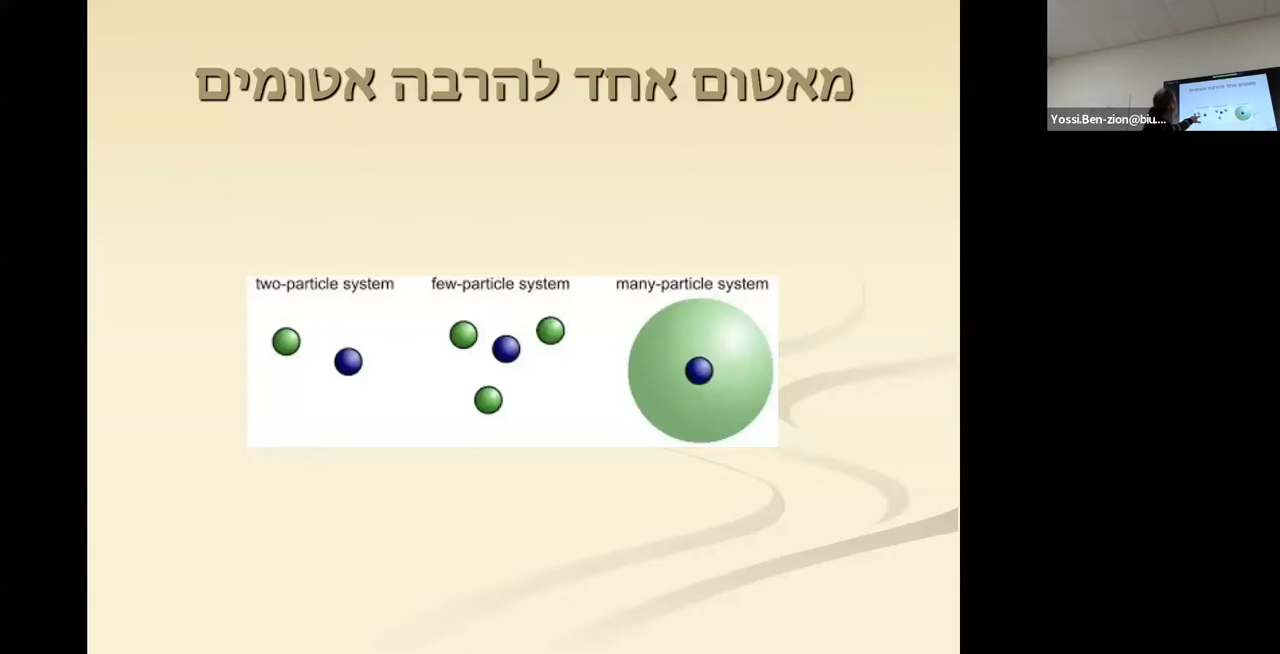 מאטום אחד להרבה אטומים
two-particle system
few-particle system
many-particle system
Yossi.Ben-zion@biu....